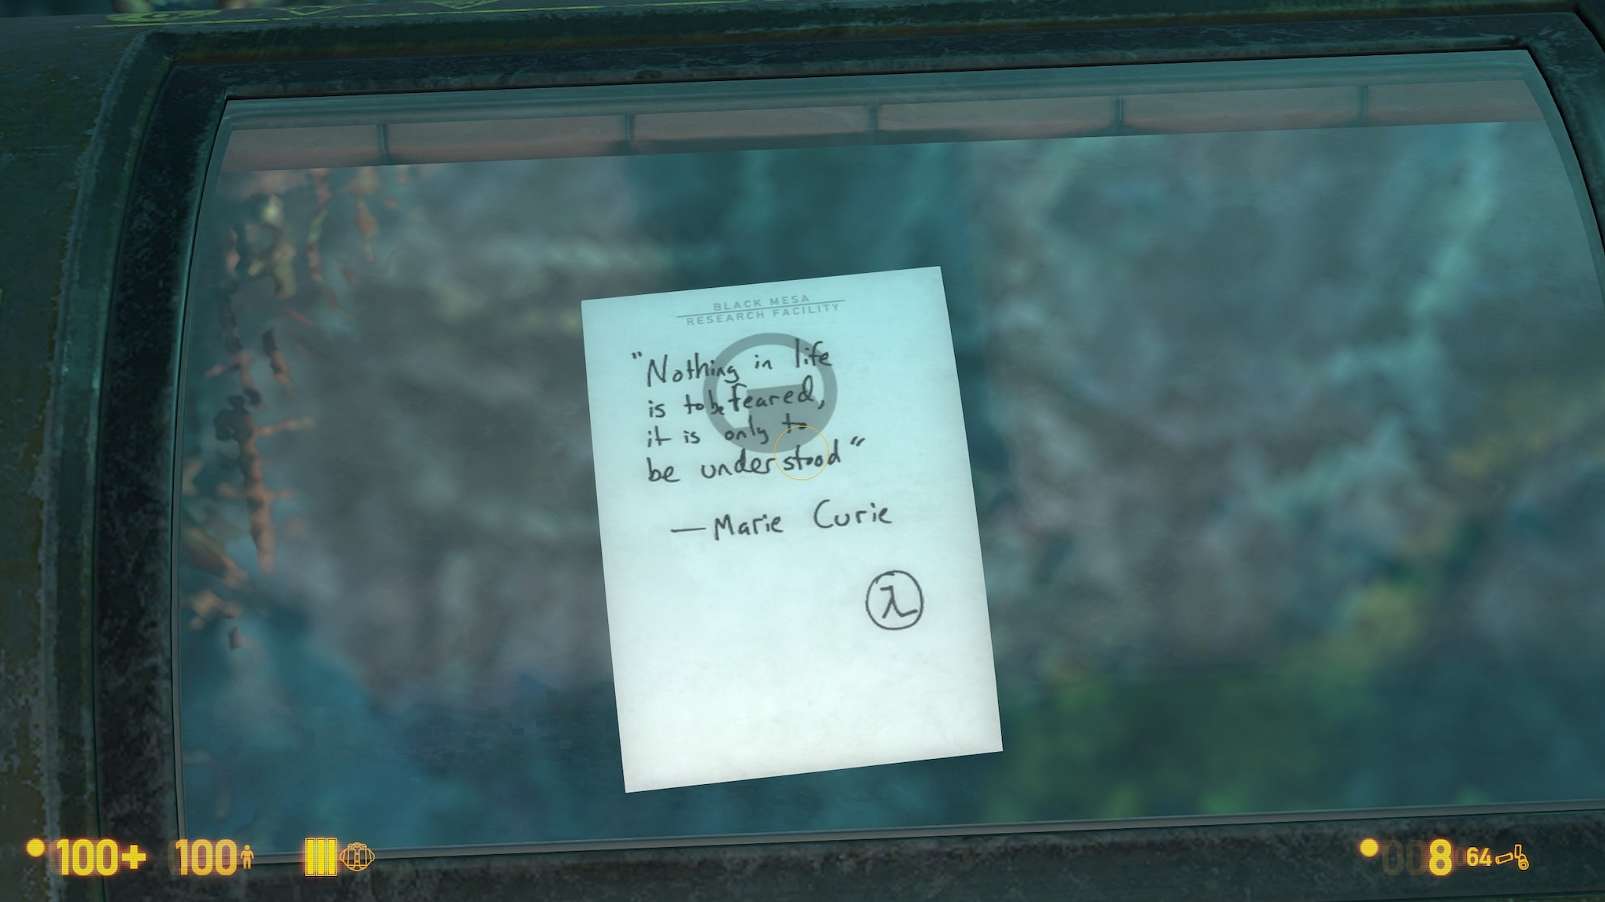 BLACK MESA
RESEARCH FACILITY
"Nothing in life
is to be feared,
it is only to
be understood"
— Marie Curie
λ
100+ 100
8 64